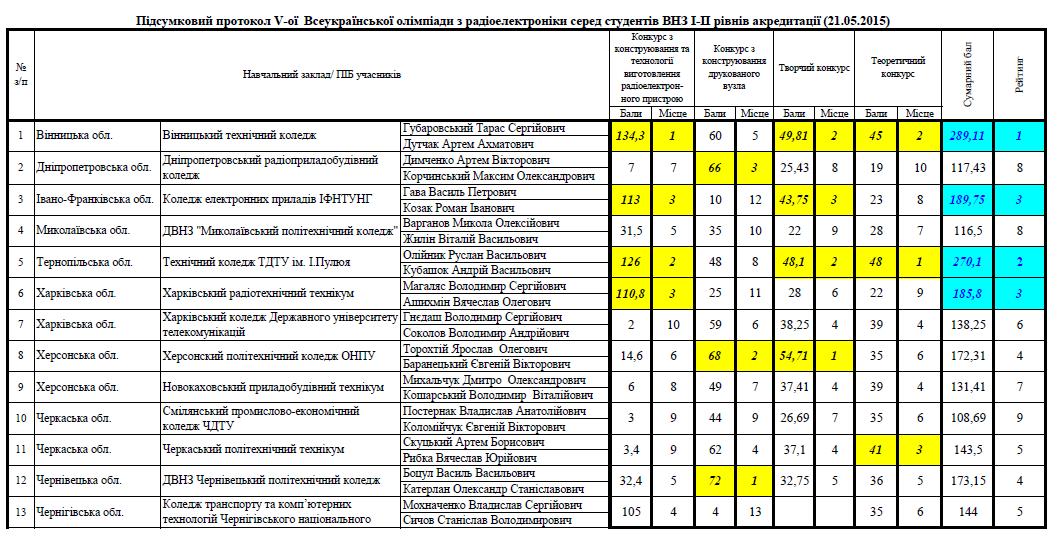 Підсумковий протокол V-ої Всеукраїнської олімпіади з радіоелектроніки серед студентів ВНЗ І-ІІ рівнів акредитації (21.05.2015)
№ з/п Навчальний заклад/ ПІБ учасників Конкурс з конструювання та технології виготовлення радіоелектрон-ного пристрою Конкурс з конструювання друкованого вузла Творчий конкурс Теоретичний конкурс Сумарний бал Рейтинг
Бали Місце Бали Місце Бали Місце Бали Місце
1 Вінницька обл. Вінницький технічний коледж Губаровський Тарас Сергійович 134,3 1 60 5 49,81 2 45 2 289,11 1
Дутчак Артем Ахматович
2 Дніпропетровська обл. Дніпропетровський радіоприладобудівний коледж Димченко Артем Вікторович 7 7 66 3 25,43 8 19 10 117,43 8
Корчинський Максим Олександрович
3 Івано-Франківська обл. Коледж електронних приладів ІФНТУНГ Гава Василь Петрович 113 3 10 12 43,75 3 23 8 189,75 3
Козак Роман Іванович
4 Миколаївська обл. ДВНЗ "Миколаївський політехнічний коледж" Варганов Микола Олексійович 31,5 5 35 10 22 9 28 7 116,5 8
Жилін Віталій Васильович
5 Тернопільська обл. Технічний коледж ТДТУ ім. І.Пулюя Олійник Руслан Васильович 126 2 48 8 48,1 2 48 1 270,1 2
Кубашок Андрій Васильович
6 Харківська обл. Харківський радіотехнічний технікум Магаляс Володимир Сергійович 110,8 3 25 11 28 6 22 9 185,8 3
Ашихмін Вячеслав Олегович
7 Харківська обл. Харківський коледж Державного університету телекомунікацій Гнєдаш Володимир Сергійович 2 10 59 6 38,25 4 39 4 138,25 6
Соколов Володимир Андрійович
8 Херсонська обл. Херсонский політехнічний коледж ОНПУ Торохтій Ярослав Олегович 14,6 6 68 2 54,71 1 35 6 172,31 4
Баранецький Євгеній Вікторович
9 Херсонська обл. Новокаховський приладобудівний технікум Михальчук Дмитро Олександрович 6 8 49 7 37,41 4 39 4 131,41 7
Кошарський Володимир Віталійович
10 Черкаська обл. Смілянський промислово-економічний коледж ЧДТУ Постернак Владислав Анатолійович 3 9 44 9 26,69 7 35 6 108,69 9
Коломійчук Євгеній Вікторович
11 Черкаська обл. Черкаський політехнічний технікум Скуцький Артем Борисович 3,4 9 62 4 37,1 4 41 3 143,5 5
Рибка Вячеслав Юрійович
12 Чернівецька обл. ДВНЗ Чернівецький політехнічний коледж Боцул Василь Васильович 32,4 5 72 1 32,75 5 36 5 173,15 4
Катерлан Олександр Станіславович
13 Чернігівська обл. Коледж транспорту та комп’ютерних технологій Чернігівського національного Мохначенко Владислав Сергійович 105 4 4 13 35 6 144 5
Сичов Станіслав Володимирович